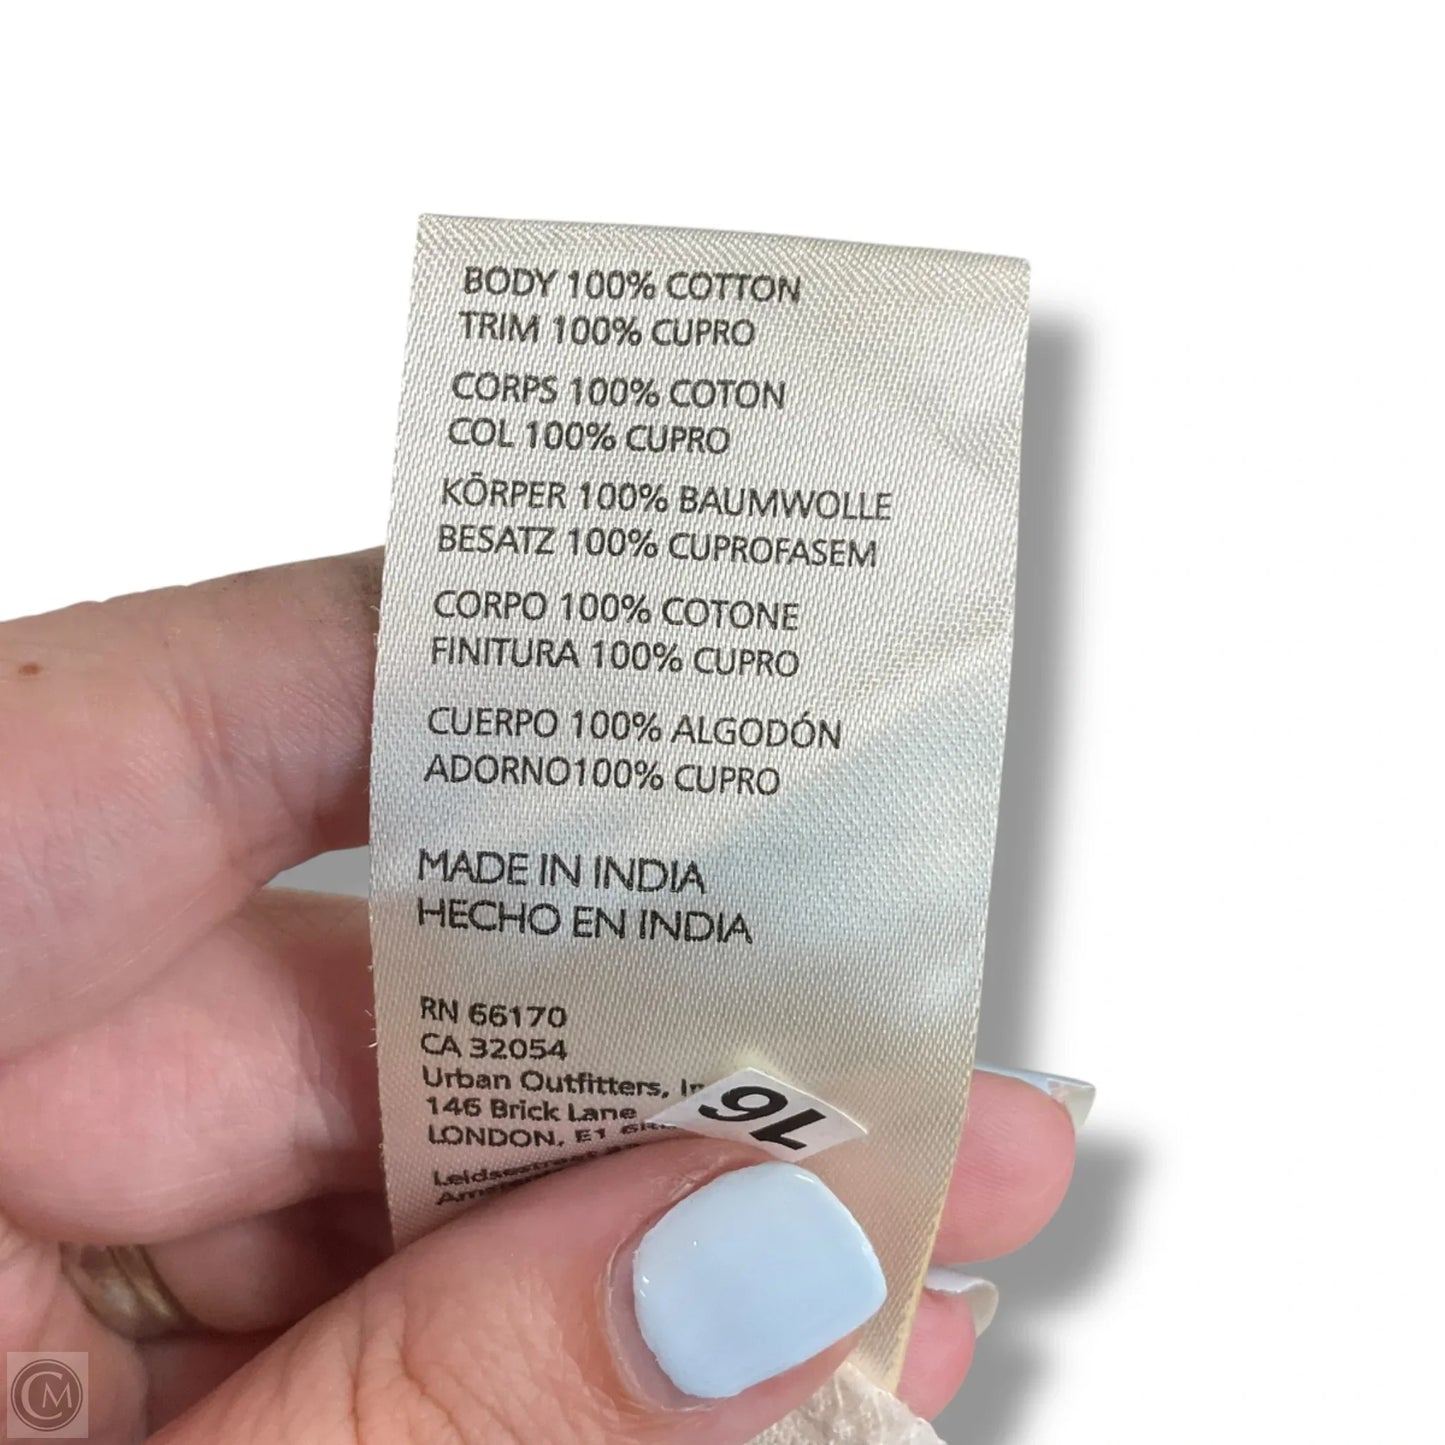 BODY 100% COTTON
TRIM 100% CUPRO
CORPS 100% COTON
COL 100% CUPRO
KÖRPER 100% BAUMWOLLE
BESATZ 100% CUPROFASEM
CORPO 100% COTONE
FINITURA 100% CUPRO
CUERPO 100% ALGODÓN
ADORNO100% CUPRO
MADE IN INDIA
HECHO EN INDIA
RN 66170
CA 32054
Urban Outfitters,
146 Brick Lane
LONDON, E1
CM